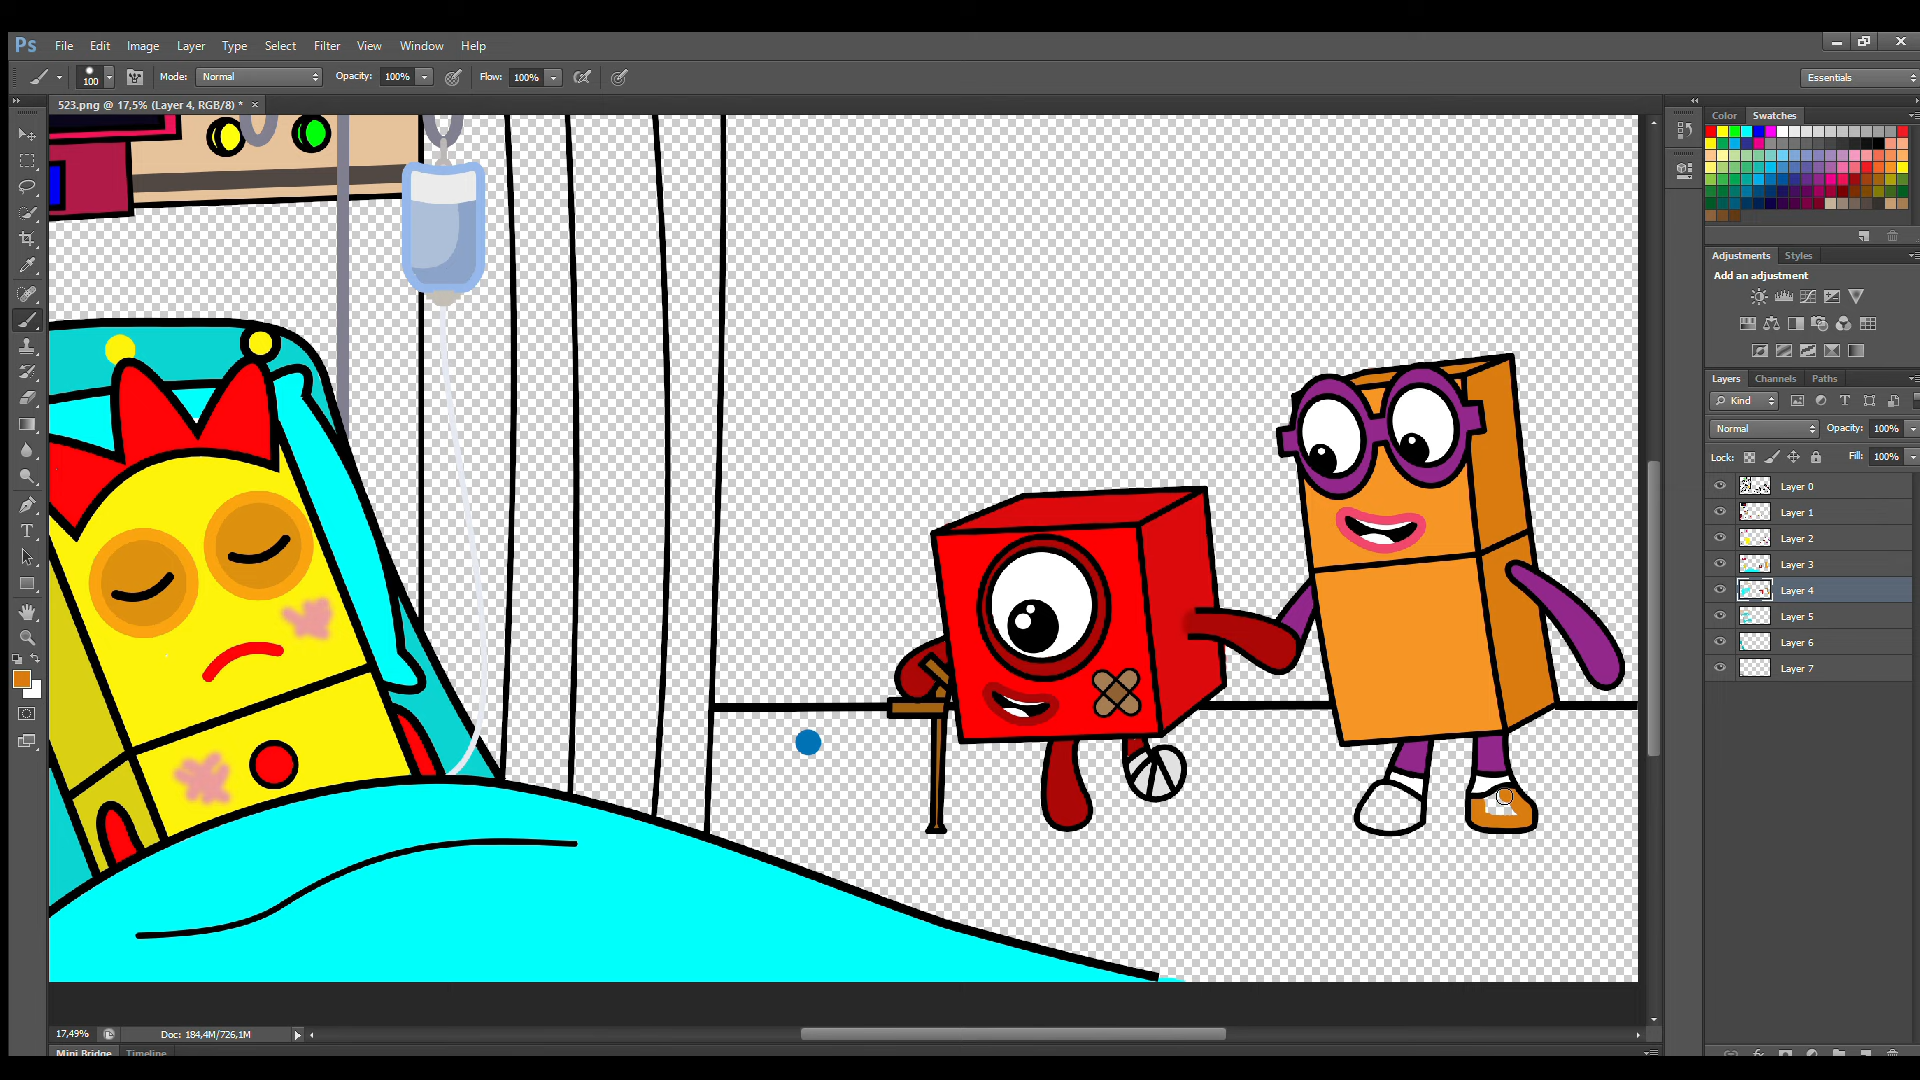 Ps File Edit Image Layer Type Select Filter View Window Help
100 Mode: Normal Opacity: 100% Flow: 100% Essentials
523.png @ 17,5% (Layer 4, RGB/8) * ×
Color Swatches
Adjustments Styles
Add an adjustment
Layers Channels Paths
Kind
Normal Opacity: 100%
Lock: Fill: 100%
Layer 0
Layer 1
Layer 2
Layer 3
Layer 4
Layer 5
Layer 6
Layer 7
17,49% Doc: 184,4M/726,1M
Mini Bridge Timeline